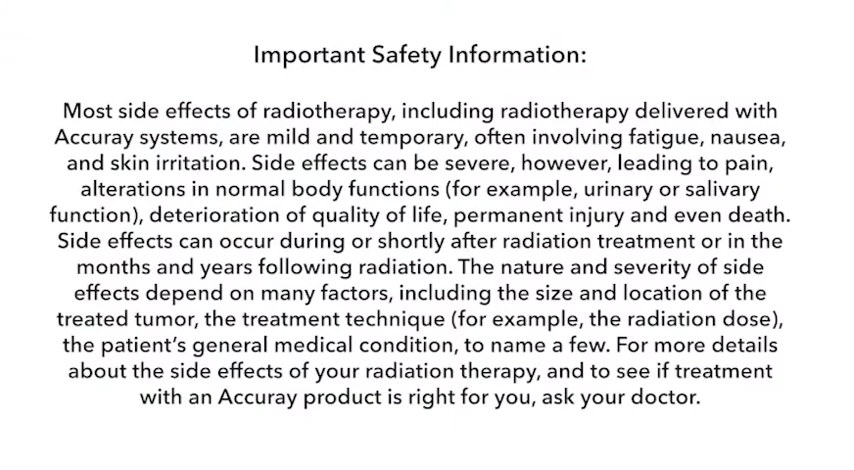 Important Safety Information:
Most side effects of radiotherapy, including radiotherapy delivered with
Accuray systems, are mild and temporary, often involving fatigue, nausea,
and skin irritation. Side effects can be severe, however, leading to pain,
alterations in normal body functions (for example, urinary or salivary
function), deterioration of quality of life, permanent injury and even death.
Side effects can occur during or shortly after radiation treatment or in the
months and years following radiation. The nature and severity of side
effects depend on many factors, including the size and location of the
treated tumor, the treatment technique (for example, the radiation dose),
the patient's general medical condition, to name a few. For more details
about the side effects of your radiation therapy, and to see if treatment
with an Accuray product is right for you, ask your doctor.